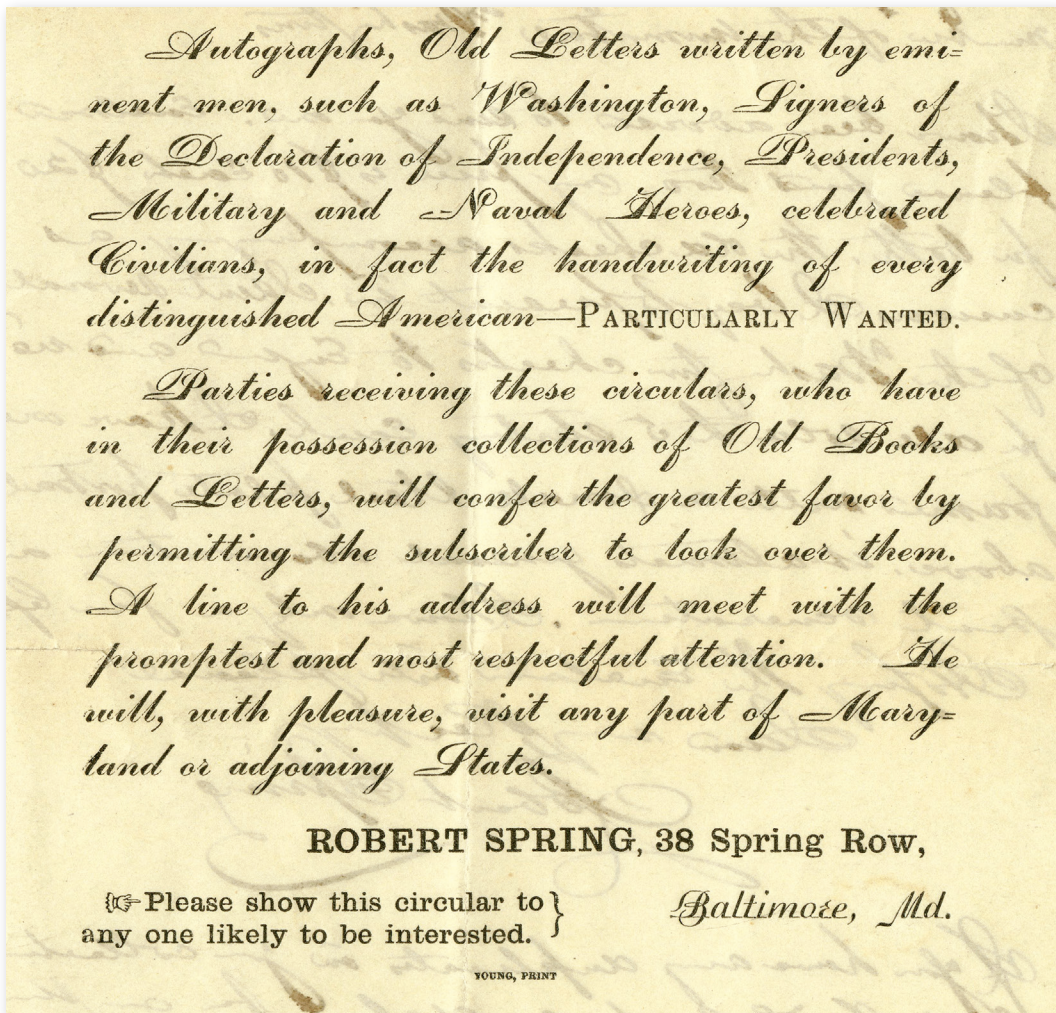 Autographs, Old Letters written by emi-
nent men, such as Washington, Signers of
the Declaration of Independence, Presidents,
Military and Naval Heroes, celebrated
Civilians, in fact the handwriting of every
distinguished American—PARTICULARLY WANTED.
Parties receiving these circulars, who have
in their possession collections of Old Books
and Letters, will confer the greatest favor by
permitting the subscriber to look over them.
A line to his address will meet with the
promptest and most respectful attention. He
will, with pleasure, visit any part of Mary-
land or adjoining States.
ROBERT SPRING, 38 Spring Row,
☞Please show this circular to }
any one likely to be interested.
Baltimore, Md.
YOUNG, PRINT